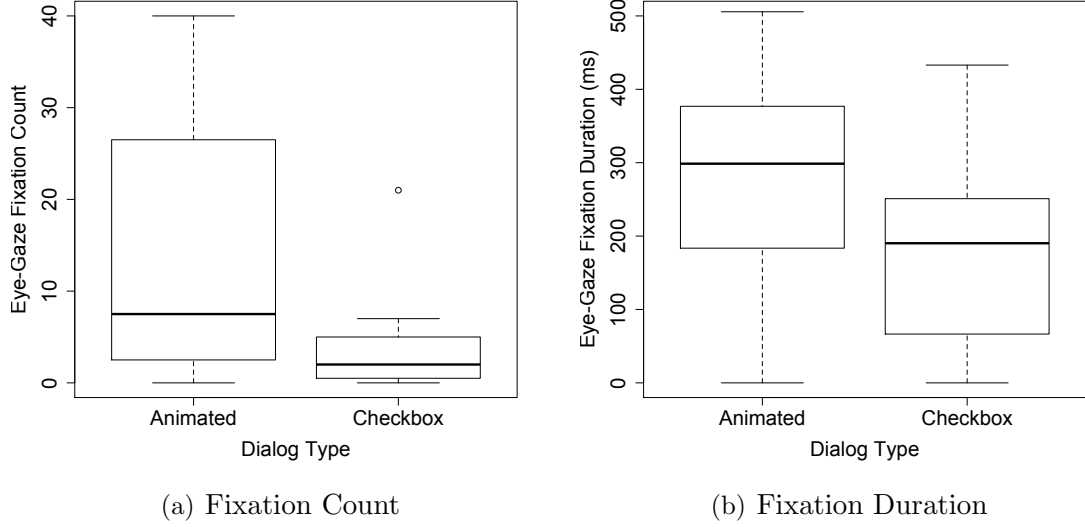 Eye-Gaze Fixation Count
40
30
20
10
0
Animated Checkbox
Dialog Type
(a) Fixation Count
Eye-Gaze Fixation Duration (ms)
500
400
300
200
100
0
Animated Checkbox
Dialog Type
(b) Fixation Duration